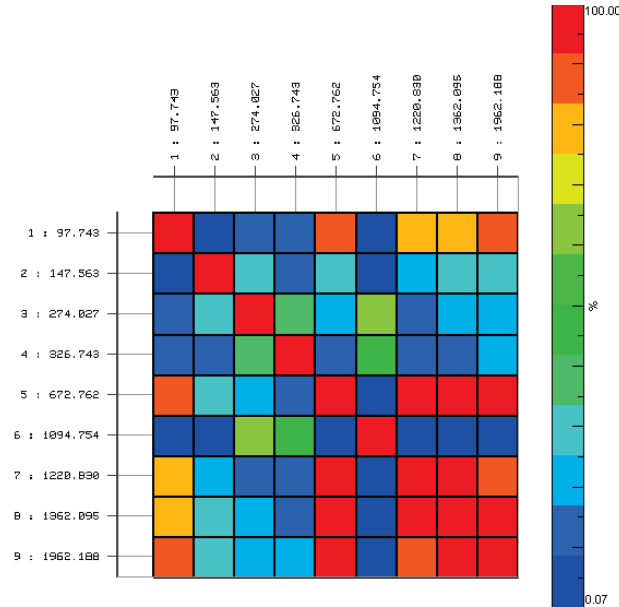 100.00
1 : 97.743
2 : 147.563
3 : 274.027
4 : 326.743
5 : 672.762
6 : 1094.754
7 : 1220.830
8 : 1362.095
9 : 1962.188
1 : 97.743
2 : 147.563
3 : 274.027
4 : 326.743
5 : 672.762
6 : 1094.754
7 : 1220.830
8 : 1362.095
9 : 1962.188
%
0.07